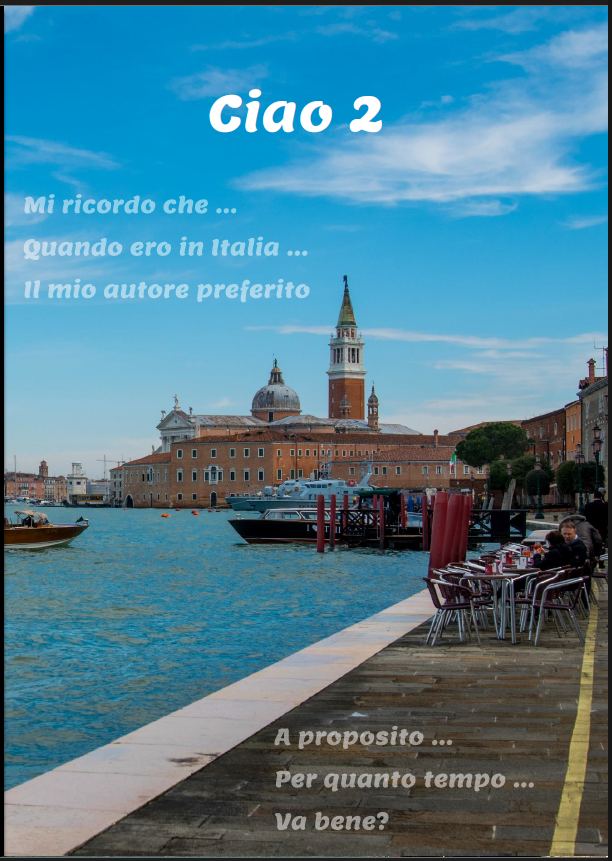 Ciao 2
Mi ricordo che ...
Quando ero in Italia ...
Il mio autore preferito
A proposito ...
Per quanto tempo ...
Va bene?